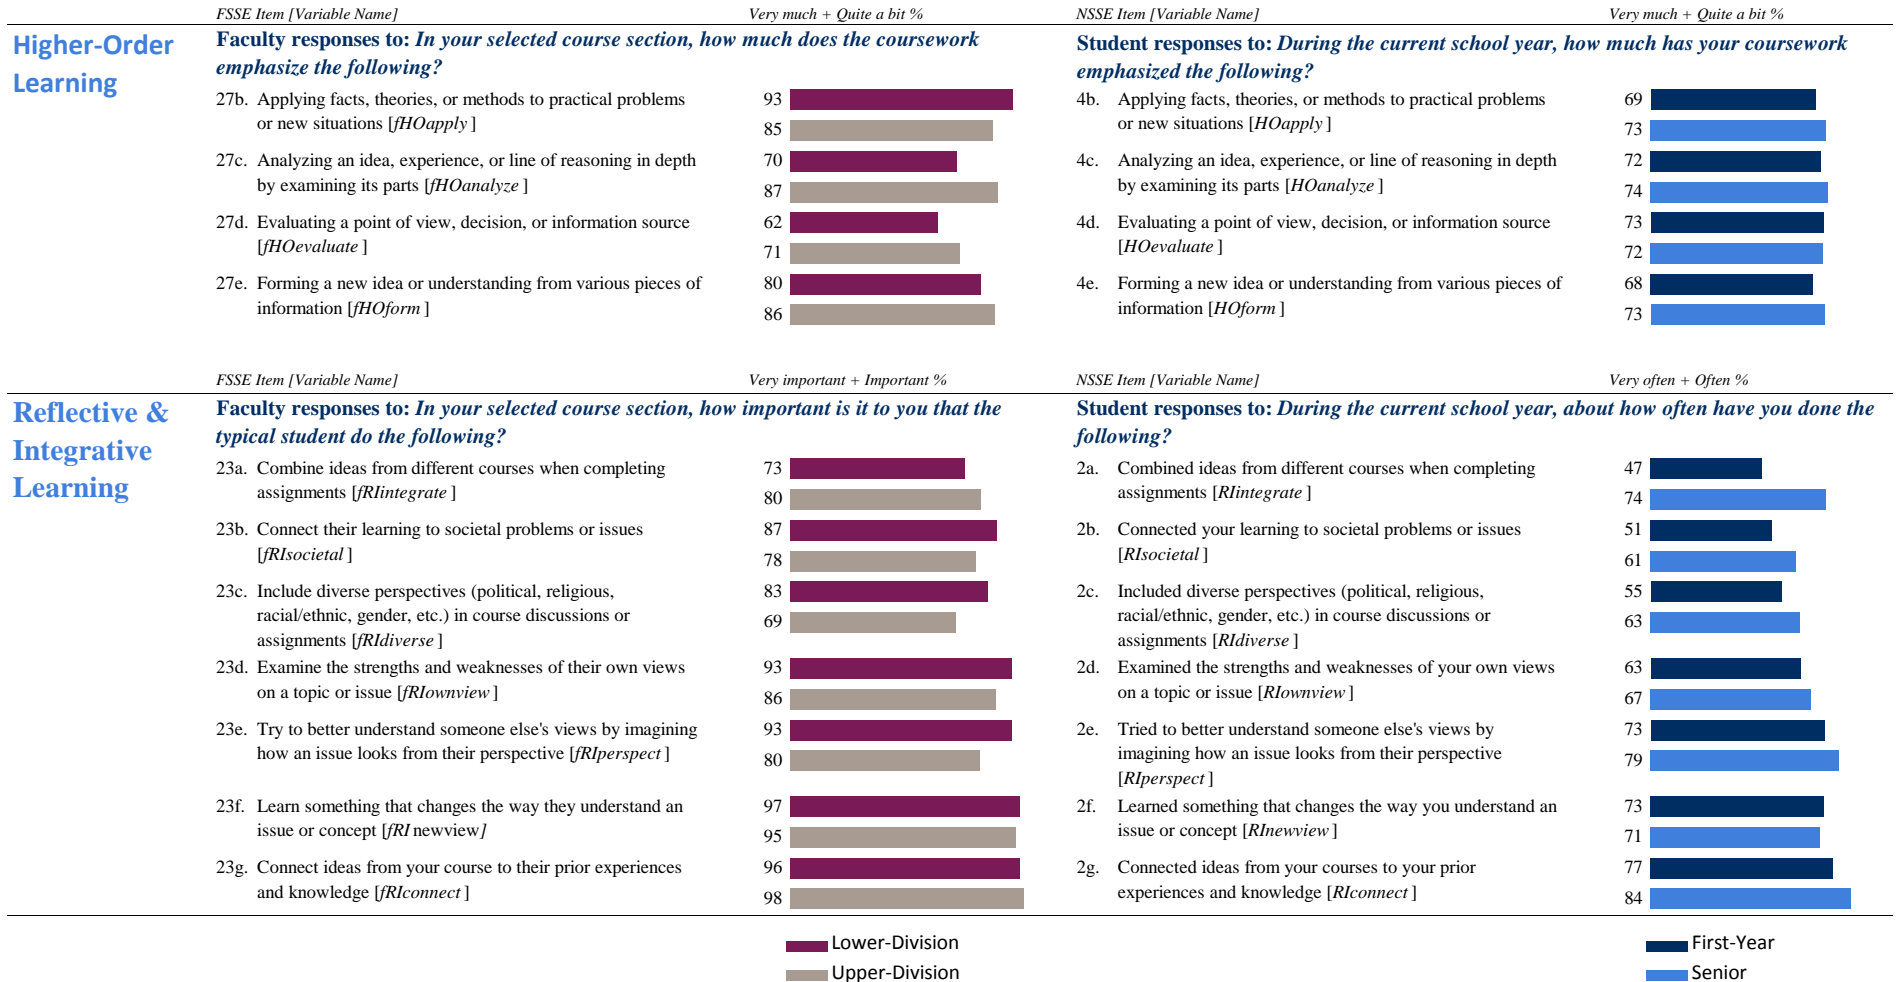 FSSE Item [Variable Name]
Very much + Quite a bit %
NSSE Item [Variable Name]
Very much + Quite a bit %
Higher-Order
Learning
Faculty responses to: In your selected course section, how much does the coursework
emphasize the following?
27b. Applying facts, theories, or methods to practical problems
or new situations [fHOapply ]
93
85
27c. Analyzing an idea, experience, or line of reasoning in depth
by examining its parts [fHOanalyze ]
70
87
27d. Evaluating a point of view, decision, or information source
[fHOevaluate ]
62
71
27e. Forming a new idea or understanding from various pieces of
information [fHOform ]
80
86
Student responses to: During the current school year, how much has your coursework
emphasized the following?
4b. Applying facts, theories, or methods to practical problems
or new situations [HOapply ]
69
73
4c. Analyzing an idea, experience, or line of reasoning in depth
by examining its parts [HOanalyze ]
72
74
4d. Evaluating a point of view, decision, or information source
[HOevaluate ]
73
72
4e. Forming a new idea or understanding from various pieces of
information [HOform ]
68
73
FSSE Item [Variable Name]
Very important + Important %
NSSE Item [Variable Name]
Very often + Often %
Reflective &
Integrative
Learning
Faculty responses to: In your selected course section, how important is it to you that the
typical student do the following?
23a. Combine ideas from different courses when completing
assignments [fRIintegrate ]
73
80
23b. Connect their learning to societal problems or issues
[fRIsocietal ]
87
78
23c. Include diverse perspectives (political, religious,
racial/ethnic, gender, etc.) in course discussions or
assignments [fRIdiverse ]
83
69
23d. Examine the strengths and weaknesses of their own views
on a topic or issue [fRIownview ]
93
86
23e. Try to better understand someone else's views by imagining
how an issue looks from their perspective [fRIperspect ]
93
80
23f. Learn something that changes the way they understand an
issue or concept [fRI newview]
97
95
23g. Connect ideas from your course to their prior experiences
and knowledge [fRIconnect ]
96
98
Student responses to: During the current school year, about how often have you done the
following?
2a. Combined ideas from different courses when completing
assignments [RIintegrate ]
47
74
2b. Connected your learning to societal problems or issues
[RIsocietal ]
51
61
2c. Included diverse perspectives (political, religious,
racial/ethnic, gender, etc.) in course discussions or
assignments [RIdiverse ]
55
63
2d. Examined the strengths and weaknesses of your own views
on a topic or issue [RIownview ]
63
67
2e. Tried to better understand someone else's views by
imagining how an issue looks from their perspective
[RIperspect ]
73
79
2f. Learned something that changes the way you understand an
issue or concept [RInewview ]
73
71
2g. Connected ideas from your courses to your prior
experiences and knowledge [RIconnect ]
77
84
Lower-Division
Upper-Division
First-Year
Senior